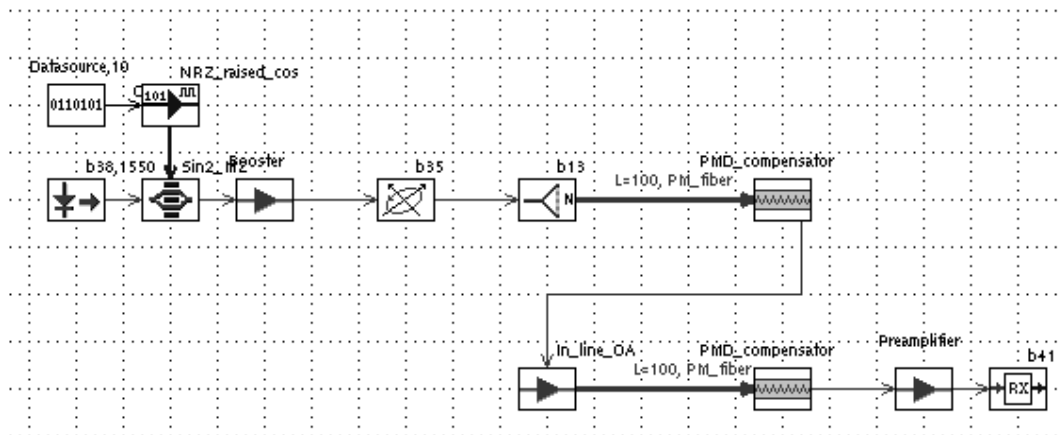 Datasource,10
NRZ_raised_cos
0110101
101
b38,1550
Sin2_MZ
Booster
b35
b13
PMD_compensator
L=100, PM_fiber
N
In_line_OA
PMD_compensator
L=100, PM_fiber
Preamplifier
b41
RX